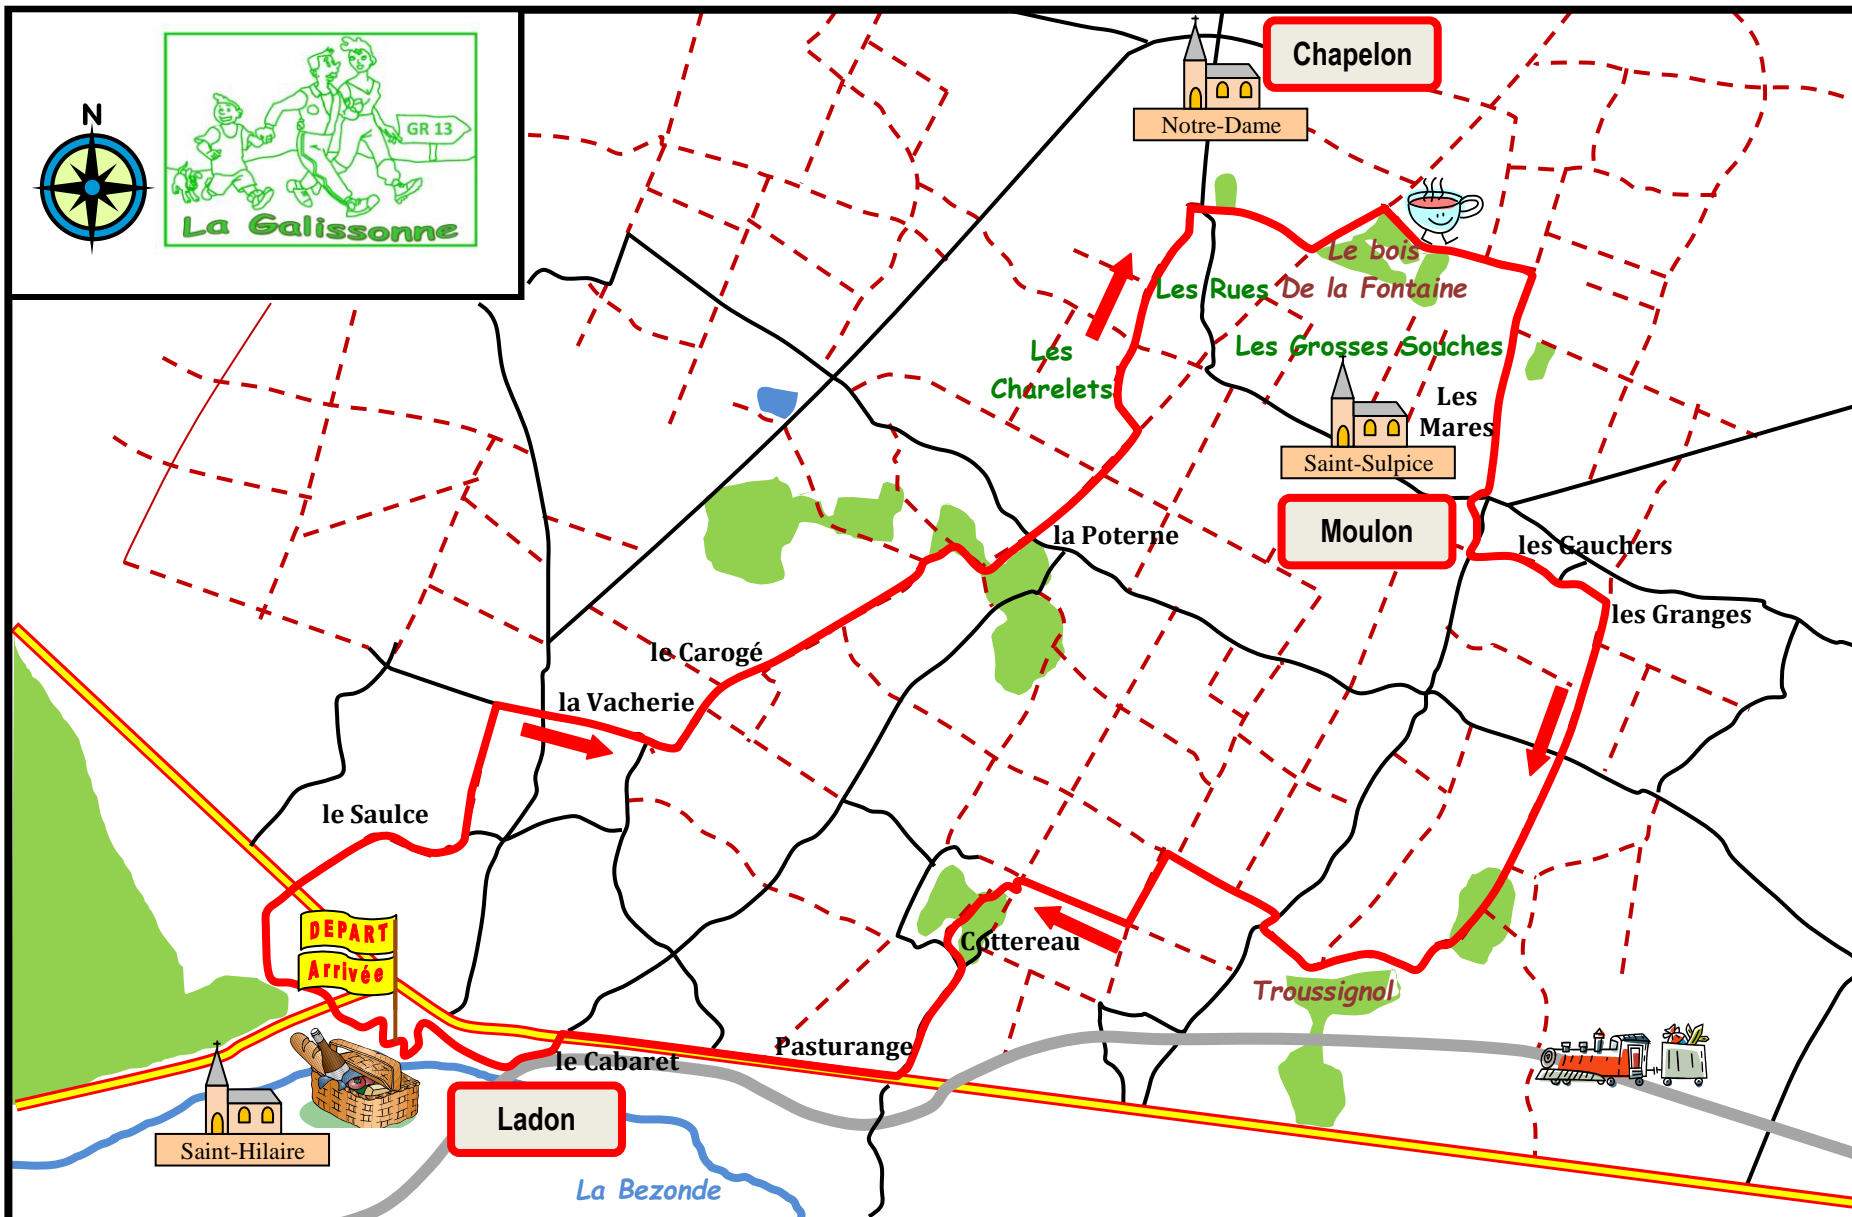 N
GR 13
La Galissonne
Chapelon
Notre-Dame
Le bois
De la Fontaine
Les Rues
Les Grosses Souches
Les
Charelets
Les
Mares
Saint-Sulpice
Moulon
la Poterne
les Gauchers
les Granges
le Carogé
la Vacherie
le Saulce
DEPART
Arrivée
Cottereau
Troussignol
Pasturange
le Cabaret
Ladon
Saint-Hilaire
La Bezonde